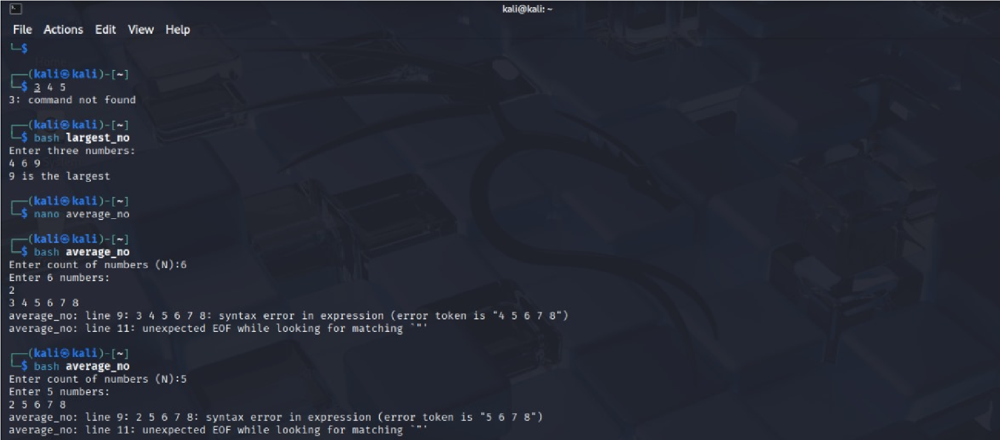 kali@kali: ~
File Actions Edit View Help
└─$
Home
┌──(kali㉿kali)-[~]
└─$ 3 4 5
3: command not found
┌──(kali㉿kali)-[~]
└─$ bash largest_no
Enter three numbers:
4 6 9
System
9 is the largest
┌──(kali㉿kali)-[~]
└─$ nano average_no
┌──(kali㉿kali)-[~]
└─$ bash average_no
Enter count of numbers (N):6
Enter 6 numbers:
2
3 4 5 6 7 8
average_no: line 9: 3 4 5 6 7 8: syntax error in expression (error token is "4 5 6 7 8")
average_no: line 11: unexpected EOF while looking for matching `"'
┌──(kali㉿kali)-[~]
└─$ bash average_no
Enter count of numbers (N):5
Enter 5 numbers:
2 5 6 7 8
average_no: line 9: 2 5 6 7 8: syntax error in expression (error token is "5 6 7 8")
average_no: line 11: unexpected EOF while looking for matching `"'